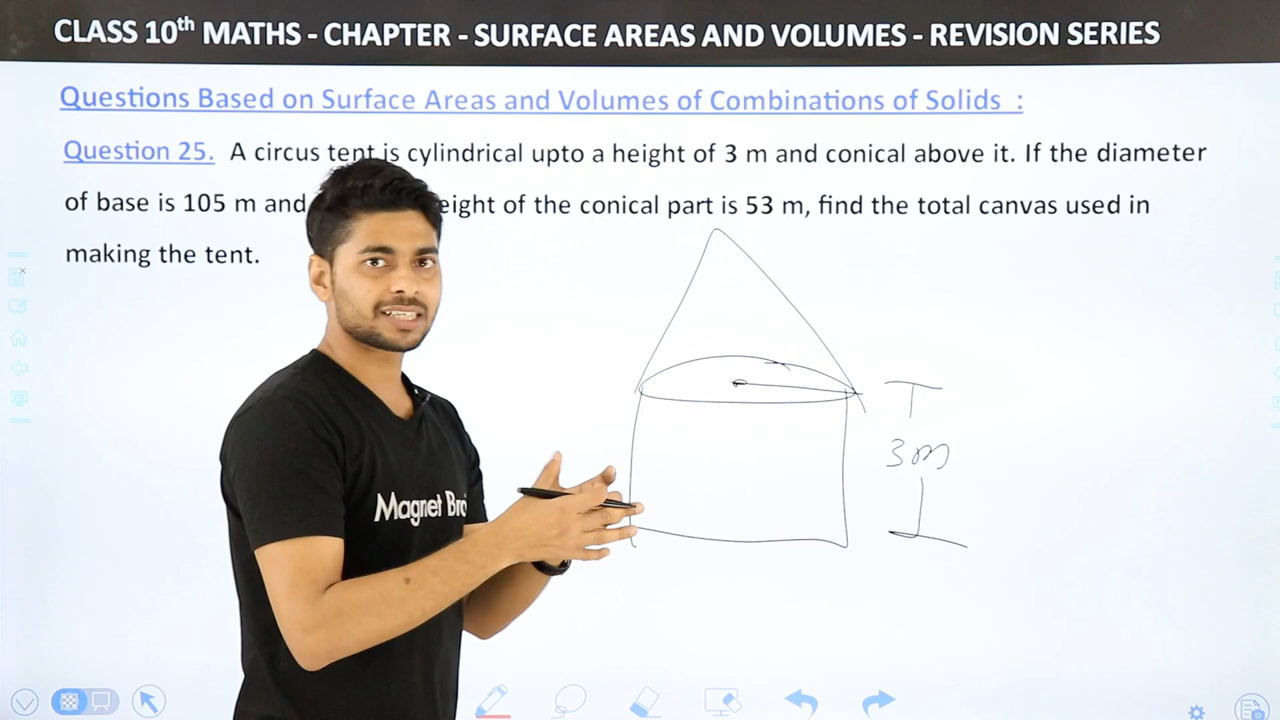 CLASS 10th MATHS - CHAPTER - SURFACE AREAS AND VOLUMES - REVISION SERIES
Questions Based on Surface Areas and Volumes of Combinations of Solids :
Question 25. A circus tent is cylindrical upto a height of 3 m and conical above it. If the diameter
of base is 105 m and eight of the conical part is 53 m, find the total canvas used in
making the tent.
3m
Magnet Bra